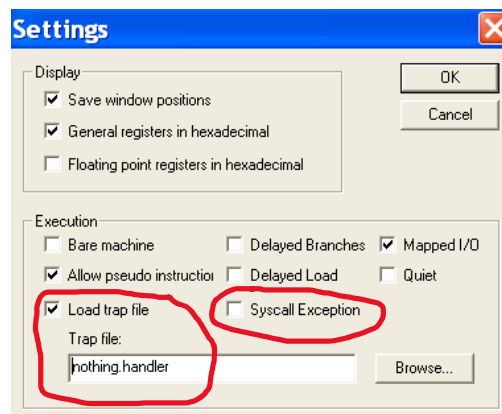 Settings
Display
OK
Save window positions
Cancel
General registers in hexadecimal
Floating point registers in hexadecimal
Execution
Bare machine Delayed Branches Mapped I/O
Allow pseudo instruction Delayed Load Quiet
Load trap file Syscall Exception
Trap file:
nothing.handler Browse...